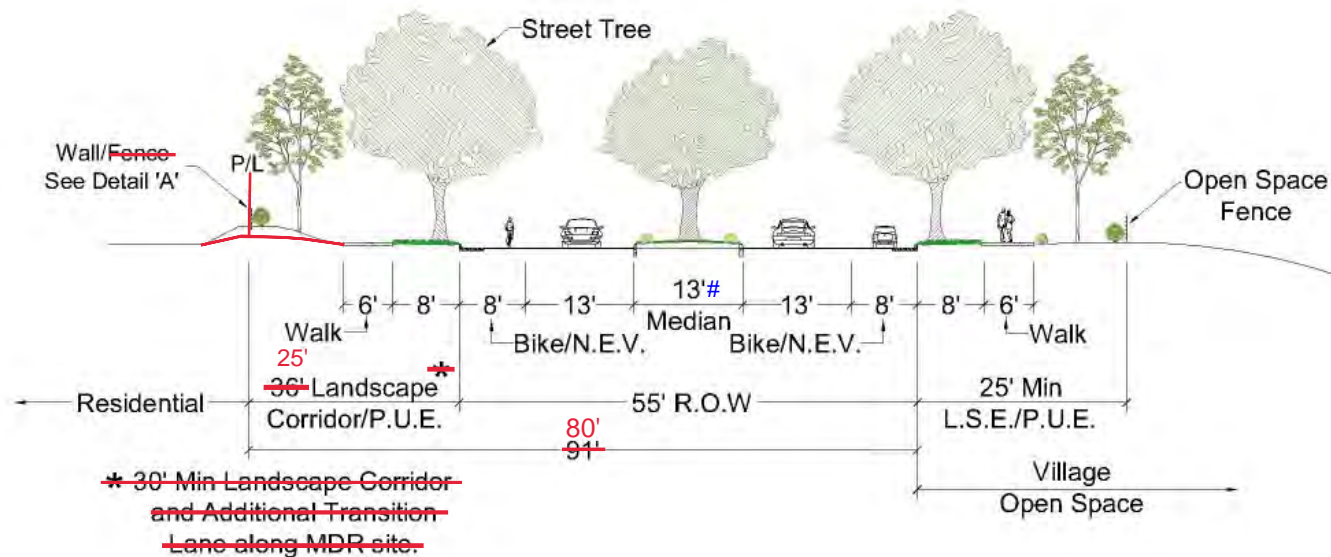 Street Tree
Wall/Fence
See Detail 'A'
P/L
Open Space
Fence
6'
8'
8'
13'
13'#
13'
8'
8'
6'
Walk
Bike/N.E.V.
Median
Bike/N.E.V.
Walk
25'
36' Landscape*
Corridor/P.U.E.
Residential
55' R.O.W
25' Min
L.S.E./P.U.E.
80'
91'
* 30' Min Landscape Corridor
and Additional Transition
Lane along MDR site.
Village
Open Space